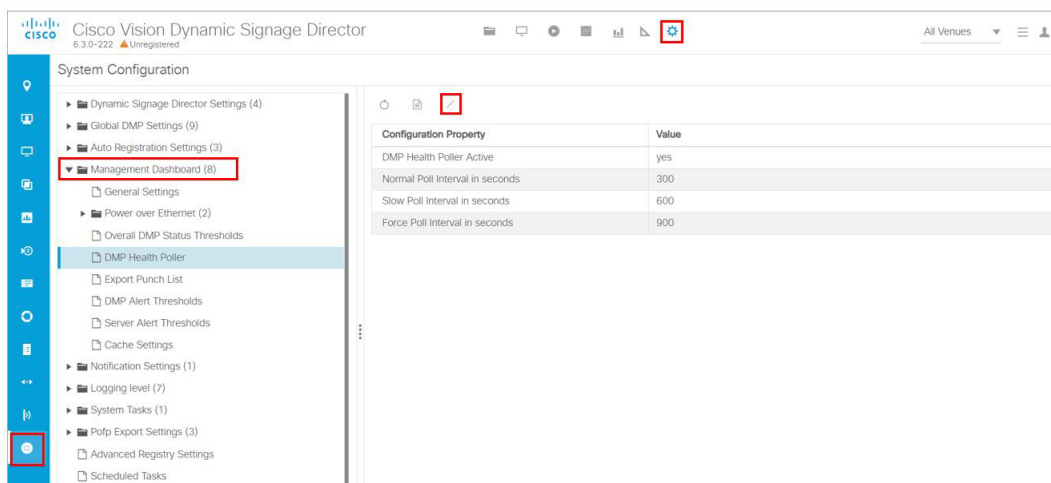 CISCO
Cisco Vision Dynamic Signage Director
6.3.0-222 Unregistered
All Venues
System Configuration
Dynamic Signage Director Settings (4)
Global DMP Settings (9)
Auto Registration Settings (3)
Management Dashboard (8)
General Settings
Power over Ethernet (2)
Overall DMP Status Thresholds
DMP Health Poller
Export Punch List
DMP Alert Thresholds
Server Alert Thresholds
Cache Settings
Notification Settings (1)
Logging level (7)
System Tasks (1)
Pofp Export Settings (3)
Advanced Registry Settings
Scheduled Tasks
Configuration Property Value
DMP Health Poller Active yes
Normal Poll Interval in seconds 300
Slow Poll Interval in seconds 600
Force Poll Interval in seconds 900